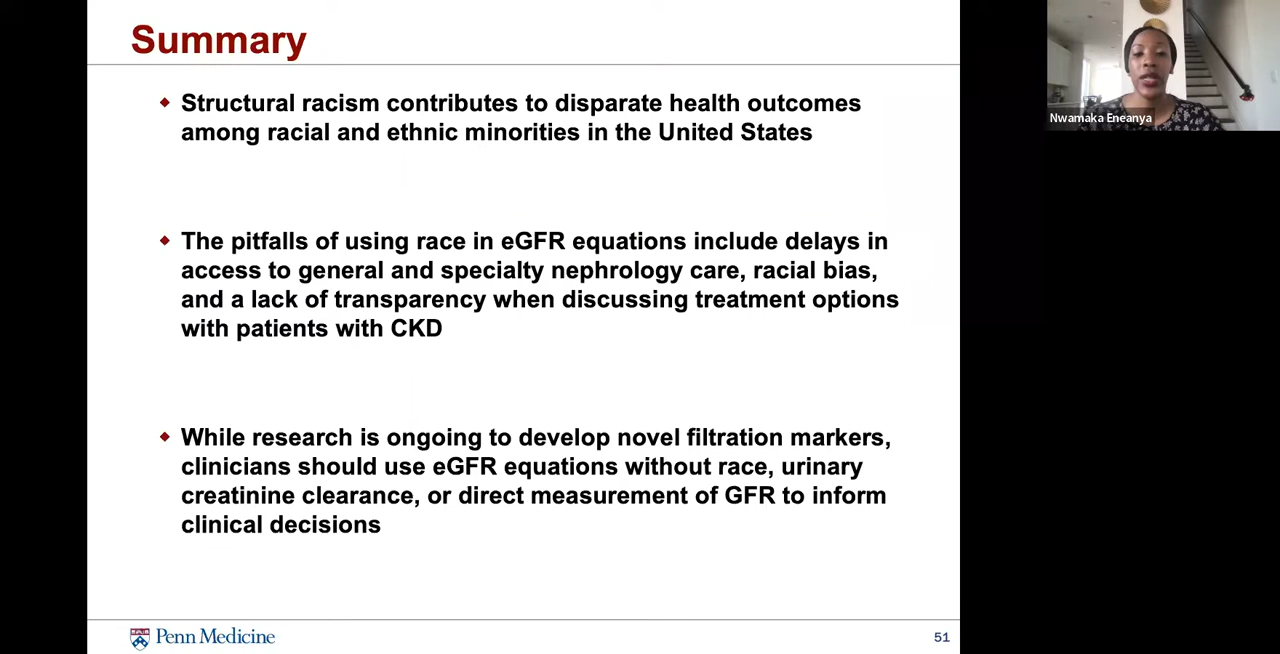 Summary
Structural racism contributes to disparate health outcomes
among racial and ethnic minorities in the United States
The pitfalls of using race in eGFR equations include delays in
access to general and specialty nephrology care, racial bias,
and a lack of transparency when discussing treatment options
with patients with CKD
While research is ongoing to develop novel filtration markers,
clinicians should use eGFR equations without race, urinary
creatinine clearance, or direct measurement of GFR to inform
clinical decisions
Penn Medicine
51
Nwamaka Eneanya